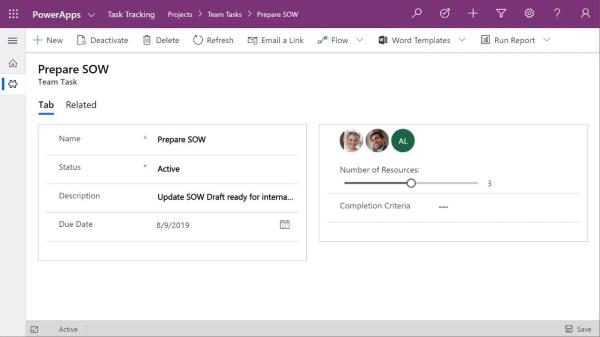 PowerApps Task Tracking Projects > Team Tasks > Prepare SOW
+ New Deactivate Delete Refresh Email a Link Flow Word Templates Run Report
Prepare SOW
Team Task
Tab Related
Name * Prepare SOW
Status * Active
Description Update SOW Draft ready for interna...
Due Date 8/9/2019
AL
Number of Resources:
3
Completion Criteria ---
Active Save